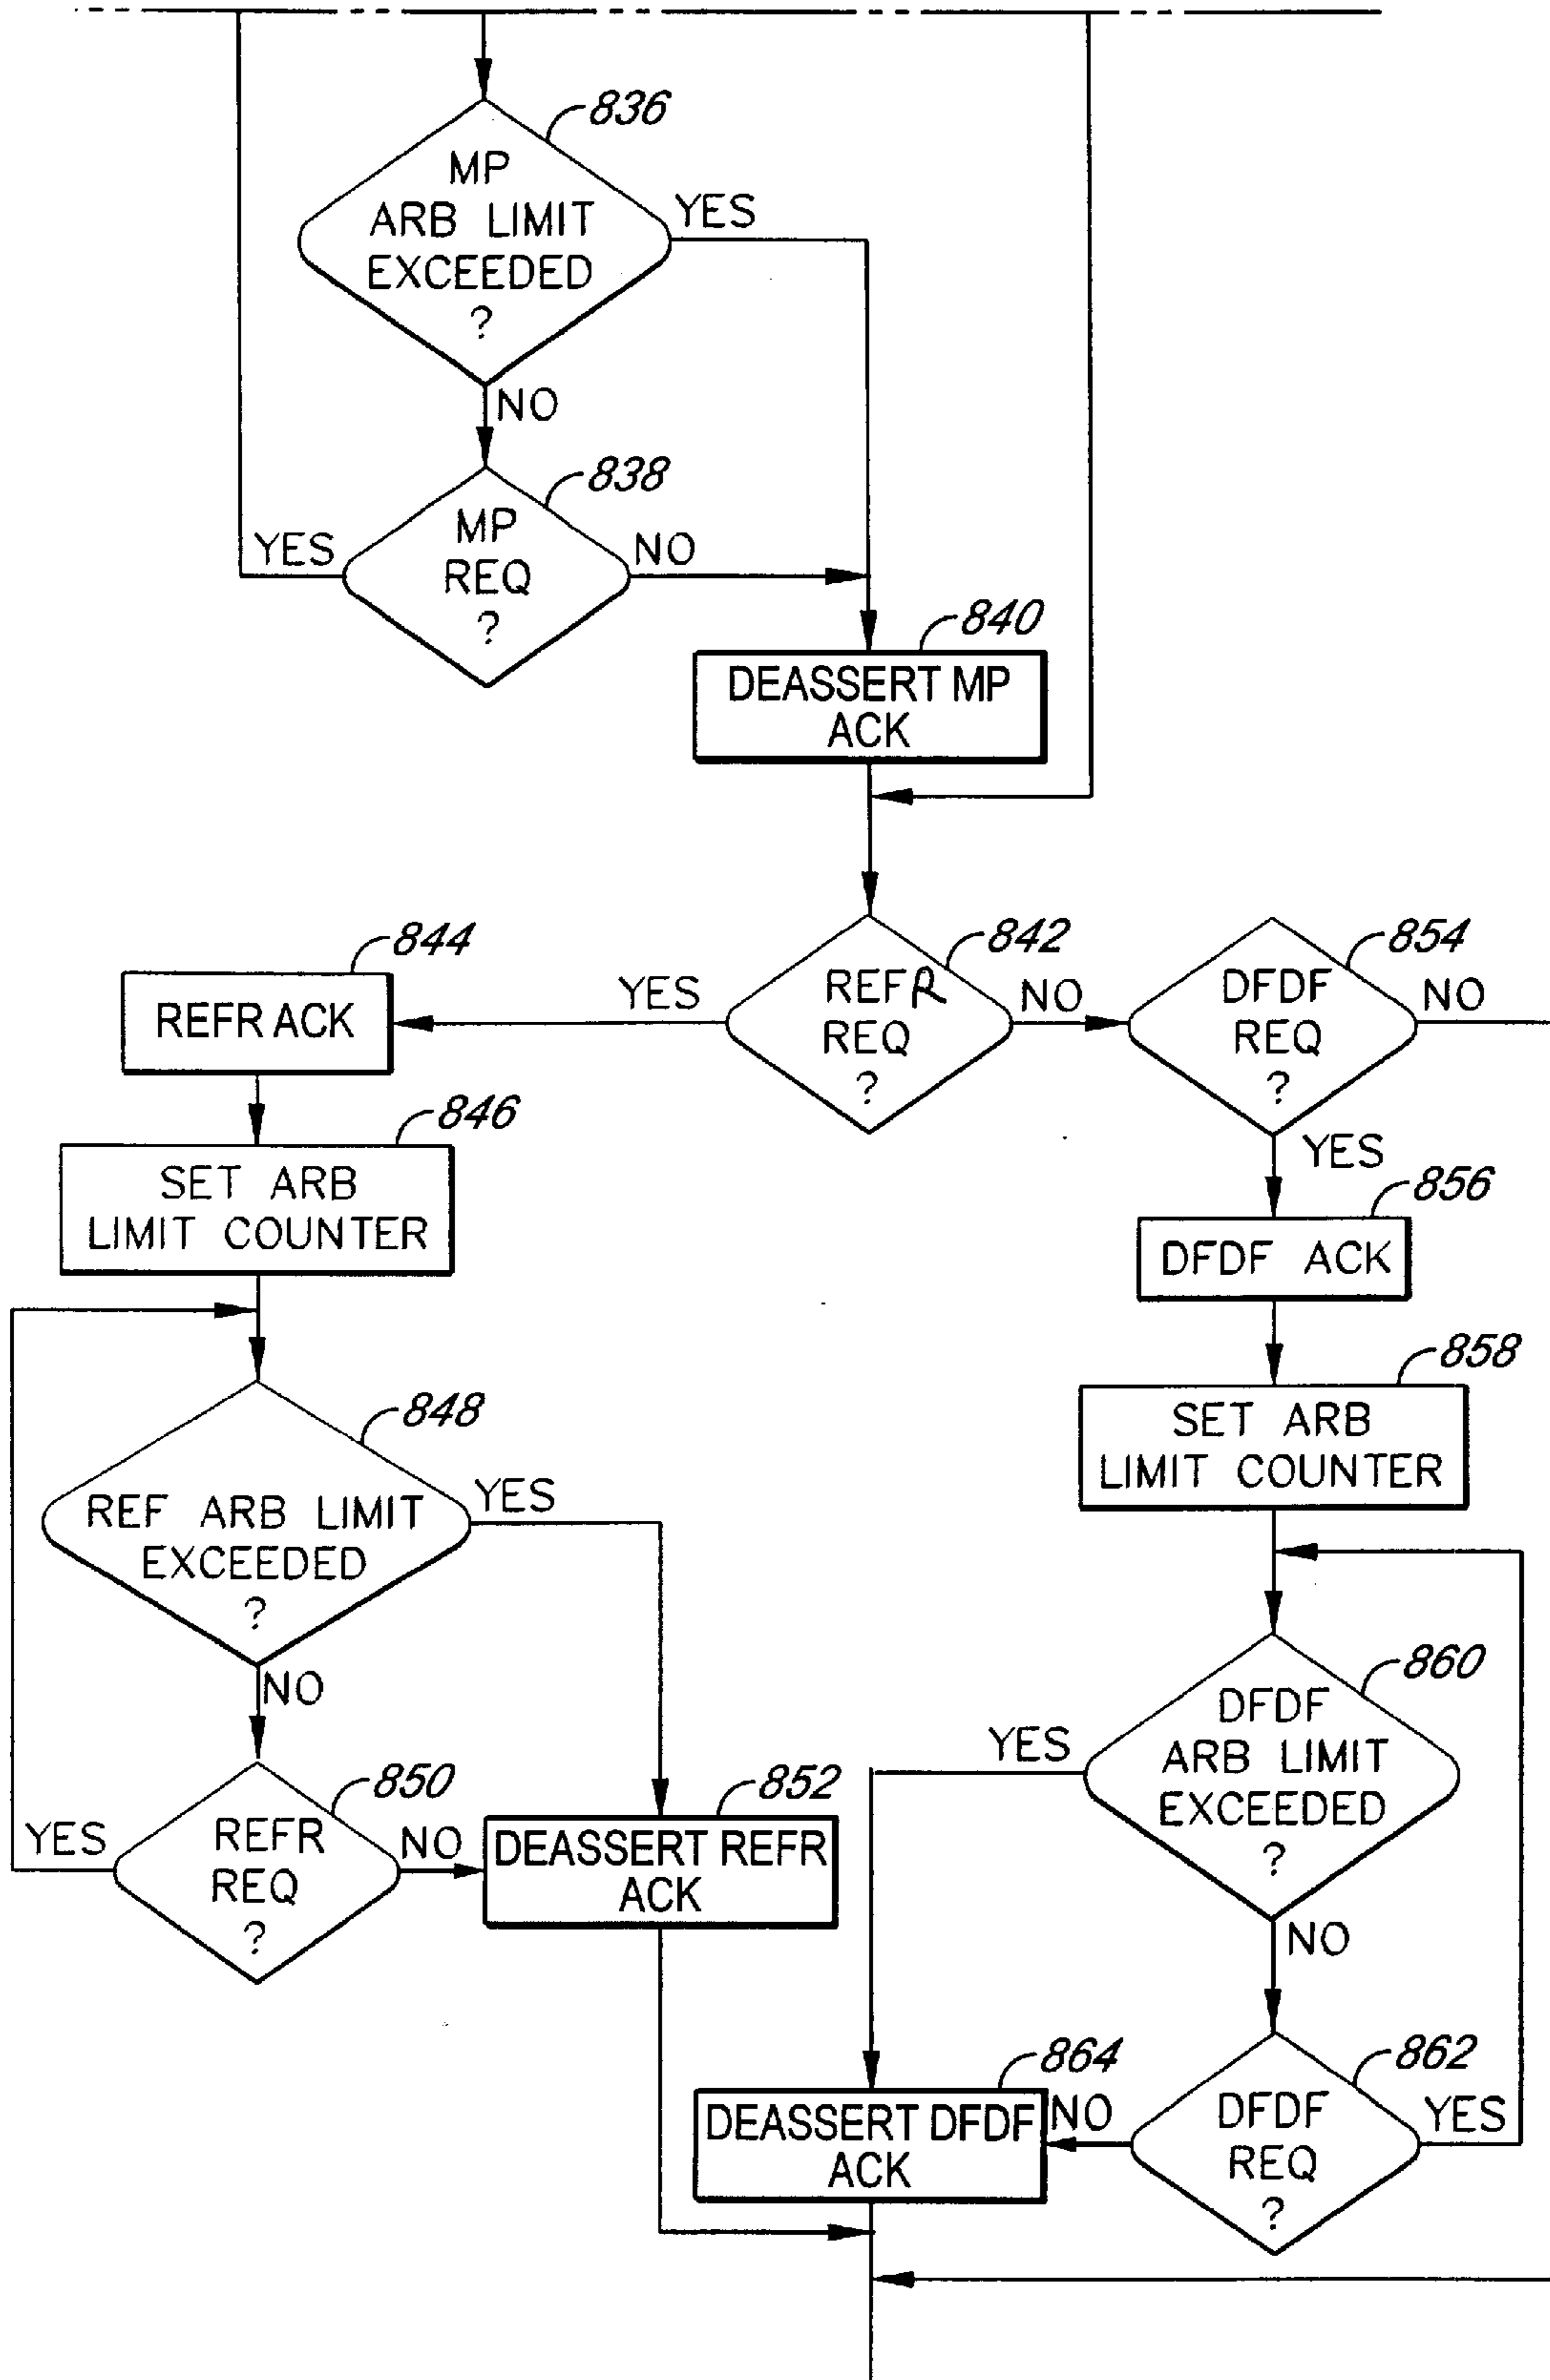 836
MP
ARB LIMIT
EXCEEDED
?
YES
NO
838
MP
REQ
?
YES
NO
840
DEASSERT MP
ACK
842
REFR
REQ
?
YES
NO
844
REFR ACK
846
SET ARB
LIMIT COUNTER
848
REF ARB LIMIT
EXCEEDED
?
YES
NO
850
REFR
REQ
?
YES
NO
852
DEASSERT REFR
ACK
854
DFDF
REQ
?
NO
YES
856
DFDF ACK
858
SET ARB
LIMIT COUNTER
860
DFDF
ARB LIMIT
EXCEEDED
?
YES
NO
862
DFDF
REQ
?
NO
YES
864
DEASSERT DFDF
ACK